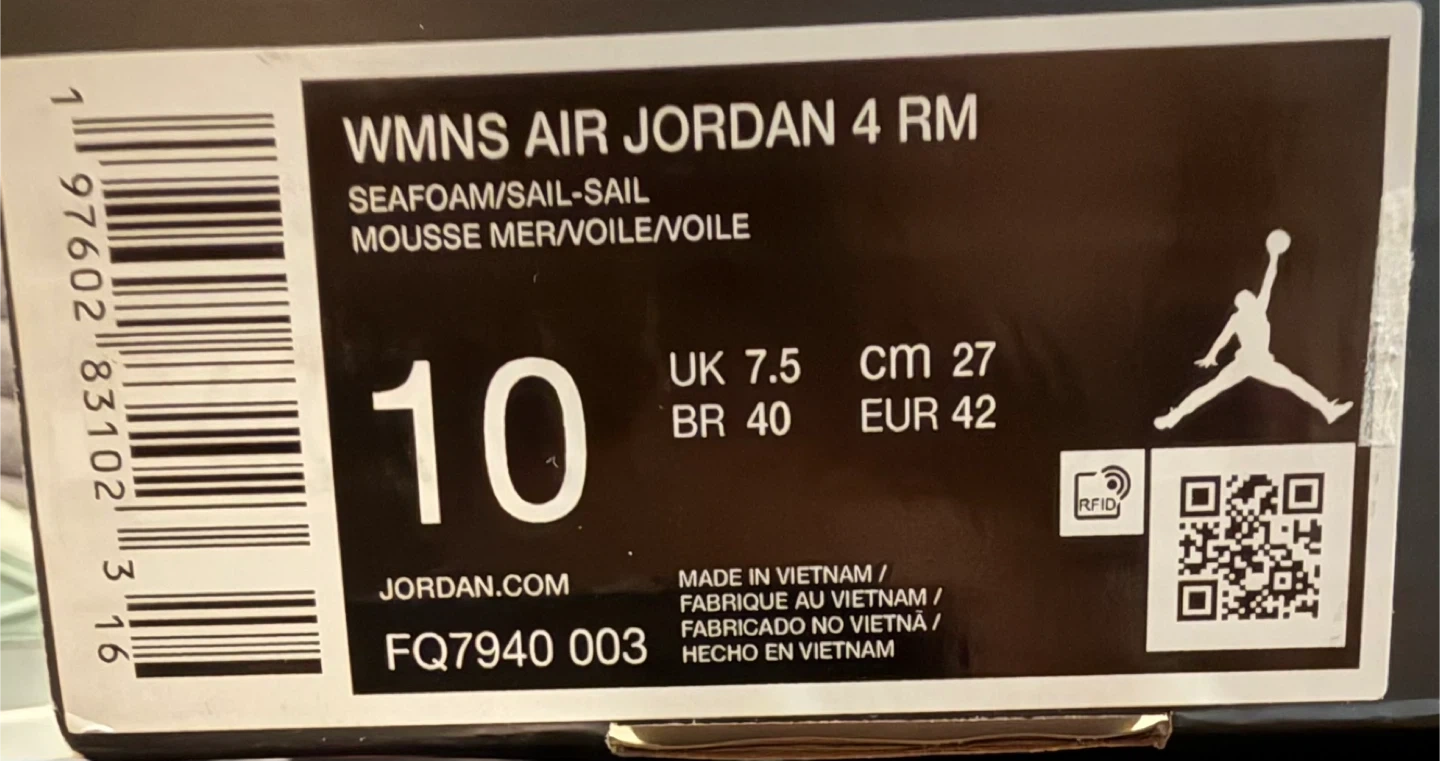 WMNS AIR JORDAN 4 RM
SEAFOAM/SAIL-SAIL
MOUSSE MER/VOILE/VOILE
10
UK 7.5 cm 27
BR 40 EUR 42
RFID
JORDAN.COM
FQ7940 003
MADE IN VIETNAM /
FABRIQUE AU VIETNAM /
FABRICADO NO VIETNÃ /
HECHO EN VIETNAM
1 97602 83102 3 16